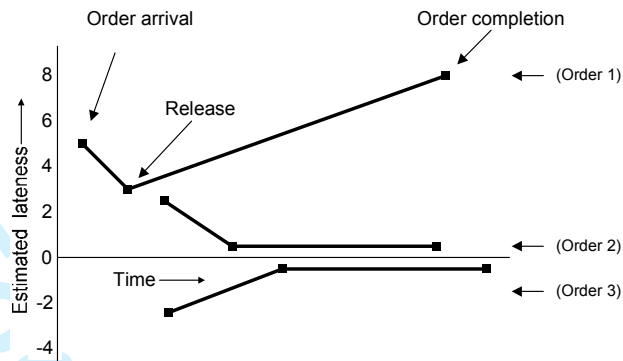 Order arrival
Order completion
8
(Order 1)
6
Release
4
Estimated lateness
2
(Order 2)
0
Time
(Order 3)
-2
-4